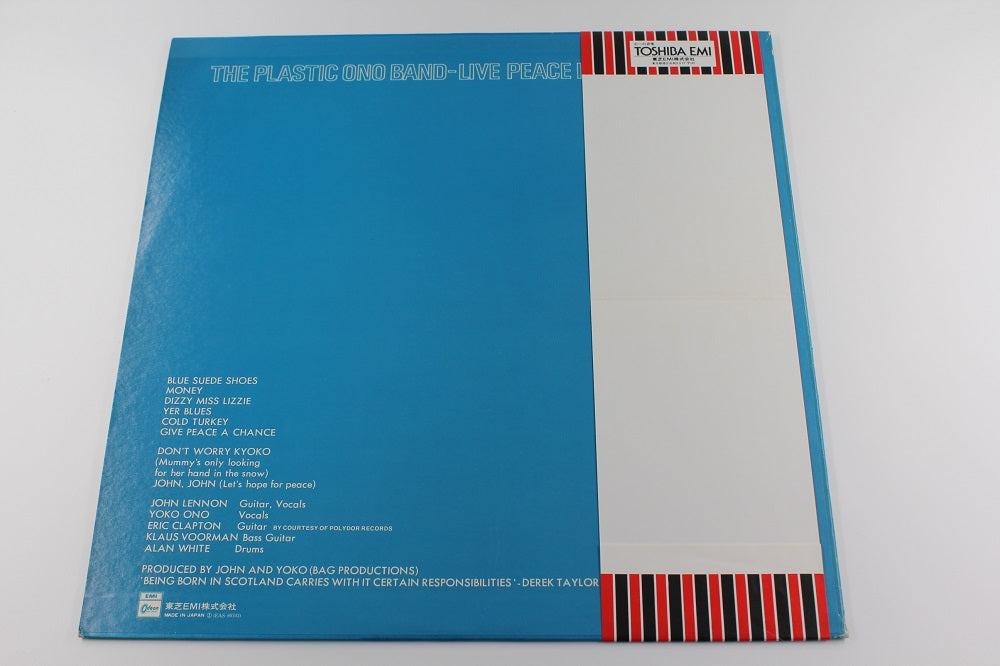 THE PLASTIC ONO BAND-LIVE PEACE
TOSHIBA EMI
東芝EMI株式会社
BLUE SUEDE SHOES
MONEY
DIZZY MISS LIZZIE
YER BLUES
COLD TURKEY
GIVE PEACE A CHANCE
DON'T WORRY KYOKO
(Mummy's only looking
for her hand in the snow)
JOHN, JOHN (Let's hope for peace)
JOHN LENNON Guitar, Vocals
YOKO ONO Vocals
ERIC CLAPTON Guitar BY COURTESY OF POLYDOR RECORDS
KLAUS VOORMAN Bass Guitar
ALAN WHITE Drums
PRODUCED BY JOHN AND YOKO (BAG PRODUCTIONS)
'BEING BORN IN SCOTLAND CARRIES WITH IT CERTAIN RESPONSIBILITIES'-DEREK TAYLOR
EMI
Odeon
東芝EMI株式会社
MADE IN JAPAN